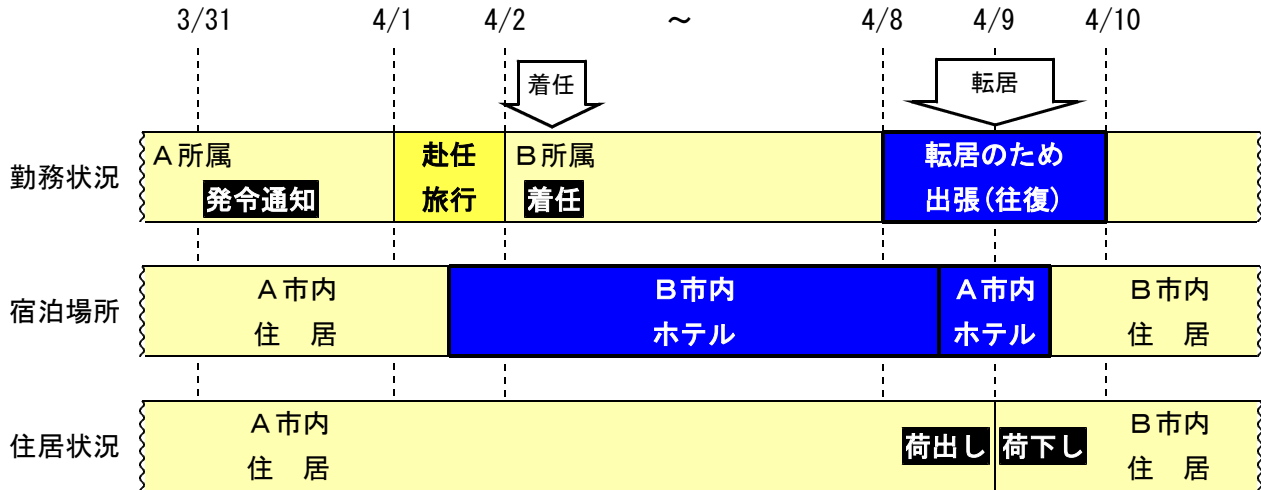 3/31 4/1 4/2 ~ 4/8 4/9 4/10
着任 転居
勤務状況
A所属
発令通知
赴任
旅行
B所属
着任
転居のため
出張(往復)
宿泊場所
A市内
住 居
B市内
ホテル
A市内
ホテル
B市内
住 居
住居状況
A市内
住 居
荷出し 荷下し
B市内
住 居